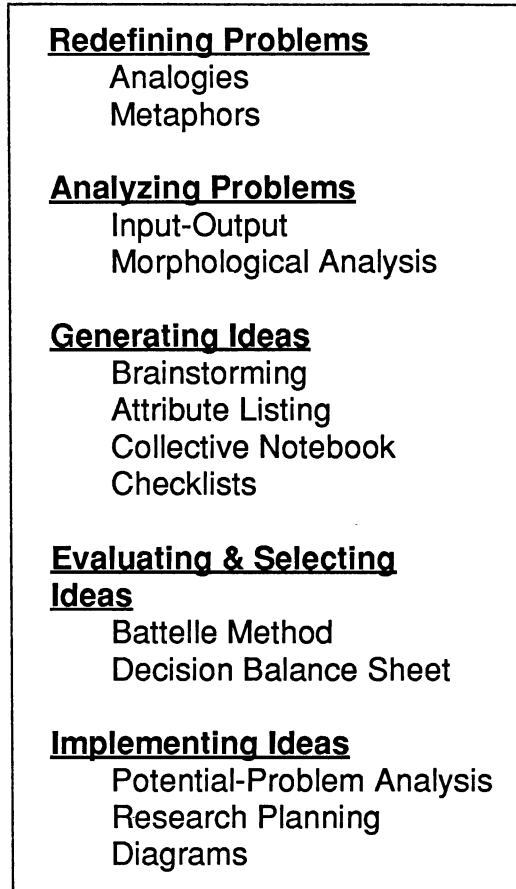 Redefining Problems
Analogies
Metaphors
Analyzing Problems
Input-Output
Morphological Analysis
Generating Ideas
Brainstorming
Attribute Listing
Collective Notebook
Checklists
Evaluating & Selecting
Ideas
Battelle Method
Decision Balance Sheet
Implementing Ideas
Potential-Problem Analysis
Research Planning
Diagrams